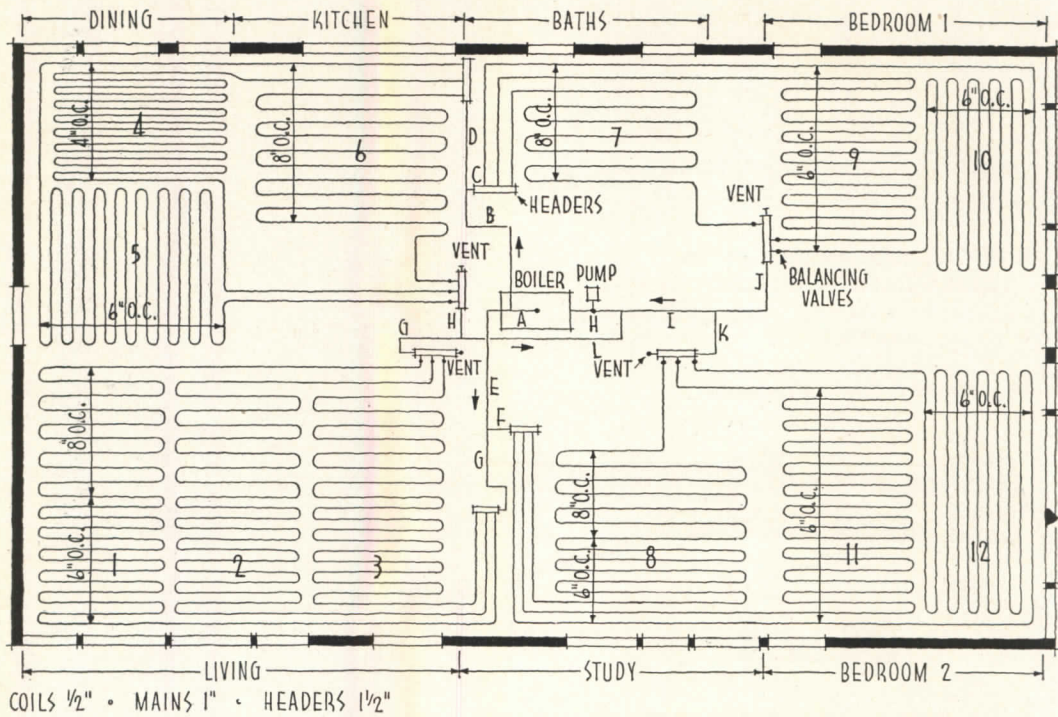 DINING KITCHEN BATHS BEDROOM 1
4" O.C.
4
8" O.C.
6
D
C
8" O.C.
7
6" O.C.
9
6" O.C.
10
HEADERS
B
VENT
5
6" O.C.
VENT
BOILER
PUMP
BALANCING
VALVES
J
A
H
I
K
G
H
L
VENT
VENT
E
F
G
8" O.C.
6" O.C.
1
2
3
8" O.C.
6" O.C.
8
6" O.C.
11
6" O.C.
12
LIVING STUDY BEDROOM 2
COILS 1/2" • MAINS 1" • HEADERS 1 1/2"